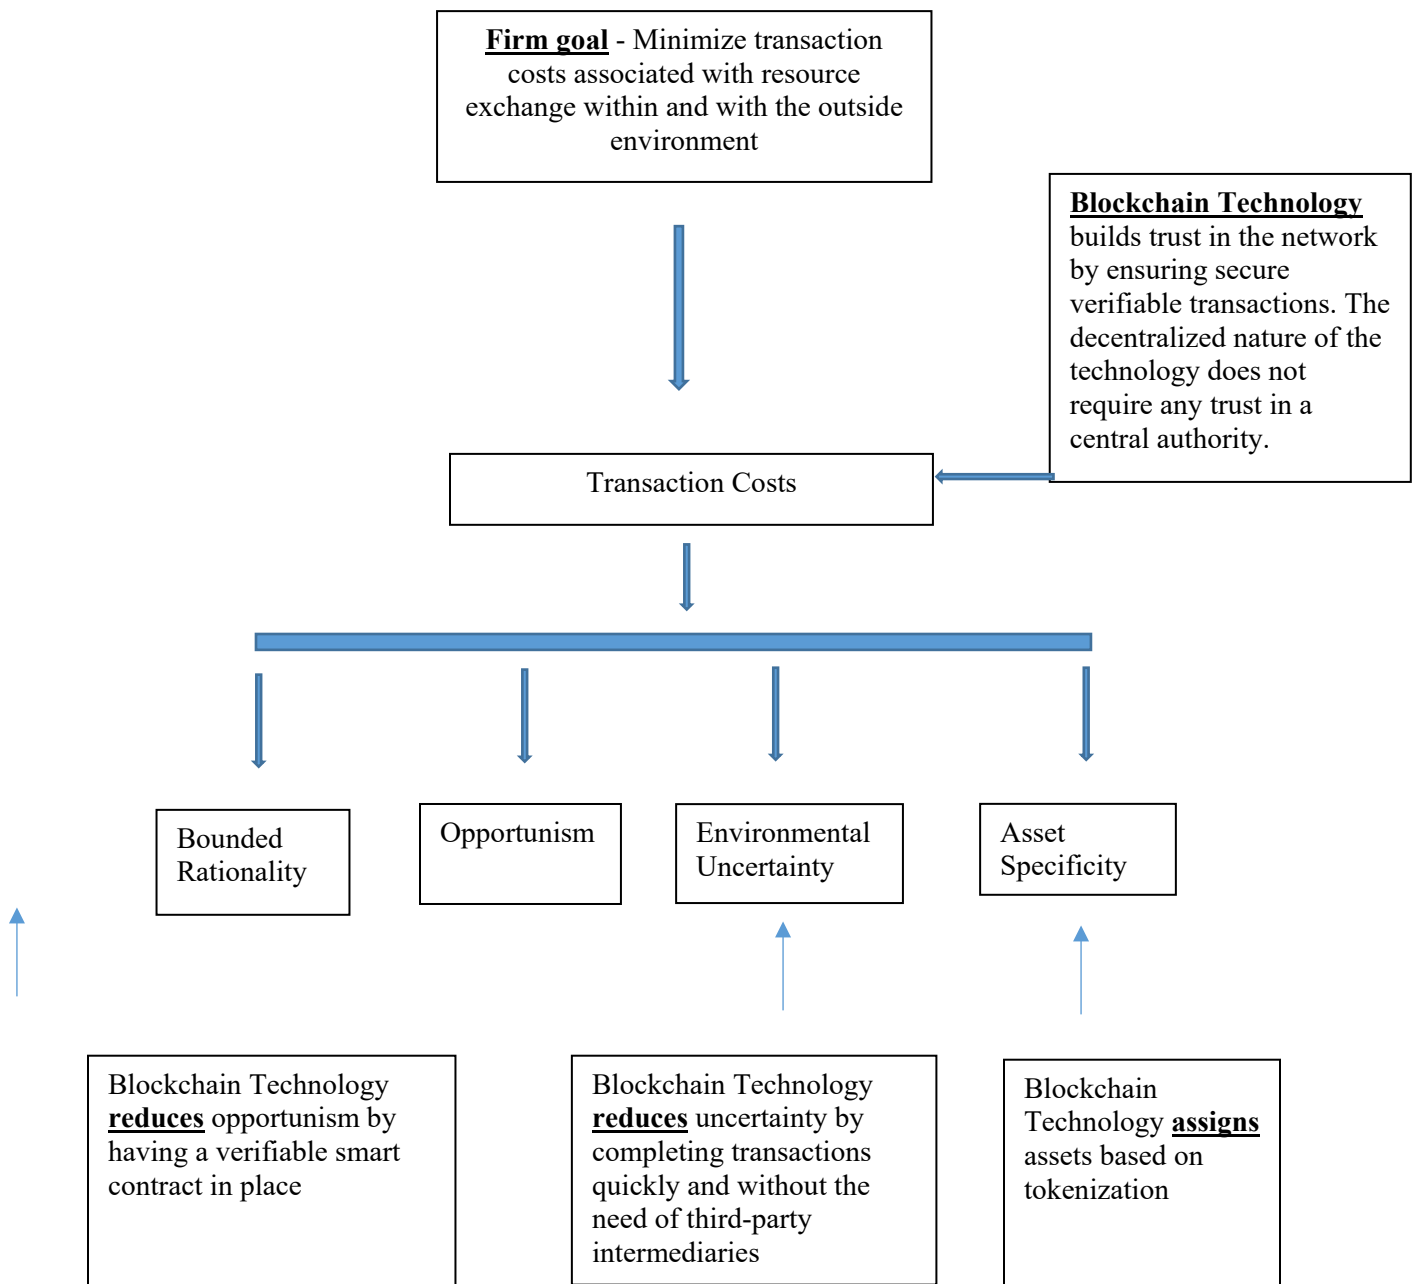 Firm goal - Minimize transaction
costs associated with resource
exchange within and with the outside
environment
Blockchain Technology
builds trust in the network
by ensuring secure
verifiable transactions. The
decentralized nature of the
technology does not
require any trust in a
central authority.
Transaction Costs
Bounded
Rationality
Opportunism
Environmental
Uncertainty
Asset
Specificity
Blockchain Technology
reduces opportunism by
having a verifiable smart
contract in place
Blockchain Technology
reduces uncertainty by
completing transactions
quickly and without the
need of third-party
intermediaries
Blockchain
Technology assigns
assets based on
tokenization